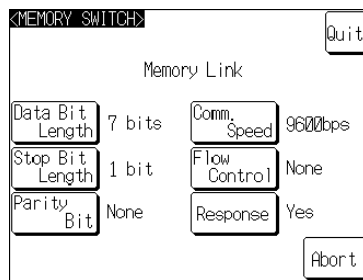 <MEMORY SWITCH>
Quit
Memory Link
Data Bit
Length
7 bits
Comm.
Speed
9600bps
Stop Bit
Length
1 bit
Flow
Control
None
Parity
Bit
None
Response
Yes
Abort